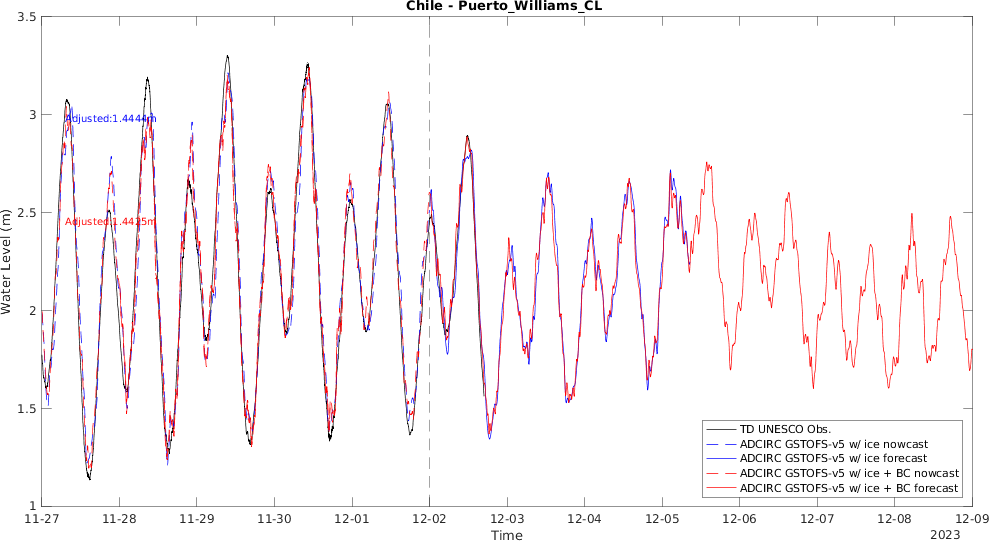 Chile - Puerto_Williams_CL
3.5
3
2.5
2
1.5
1
Water Level (m)
Adjusted:1.4444m
Adjusted:1.4425m
TD UNESCO Obs.
ADCIRC GSTOFS-v5 w/ ice nowcast
ADCIRC GSTOFS-v5 w/ ice forecast
ADCIRC GSTOFS-v5 w/ ice + BC nowcast
ADCIRC GSTOFS-v5 w/ ice + BC forecast
11-27 11-28 11-29 11-30 12-01 12-02 12-03 12-04 12-05 12-06 12-07 12-08 12-09
Time
2023